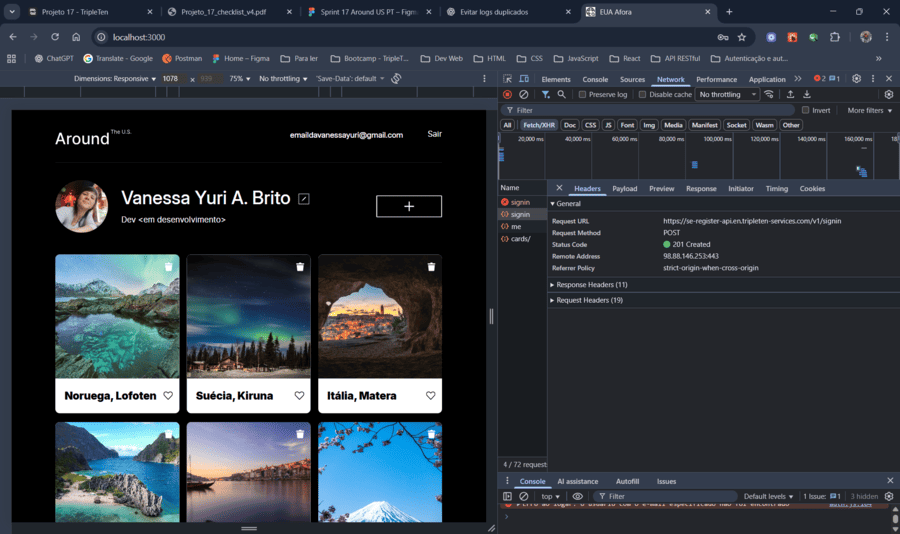 Projeto 17 - TripleTen
Projeto_17_checklist_v4.pdf
Sprint 17 Around US PT – Figm
Evitar logs duplicados
EUA Afora
localhost:3000
ChatGPT
Translate - Google
Postman
Home – Figma
Para ler
Bootcamp - TripleT...
Dev Web
HTML
CSS
JavaScript
React
API RESTful
Autenticação e aut...
Dimensions: Responsive
1078
×
939
75%
No throttling
'Save-Data': default
Elements
Console
Sources
Network
Performance
Application
2
1
Preserve log
Disable cache
No throttling
Filter
Invert
More filters
All
Fetch/XHR
Doc
CSS
JS
Font
Img
Media
Manifest
Socket
Wasm
Other
20,000 ms
40,000 ms
60,000 ms
80,000 ms
100,000 ms
120,000 ms
140,000 ms
160,000 ms
Name
Headers
Payload
Preview
Response
Initiator
Timing
Cookies
signin
signin
me
cards/
General
Request URL
https://se-register-api.en.tripleten-services.com/v1/signin
Request Method
POST
Status Code
201 Created
Remote Address
98.88.146.253:443
Referrer Policy
strict-origin-when-cross-origin
Response Headers (11)
Request Headers (19)
4 / 72 request
Console
AI assistance
Autofill
Issues
top
Filter
Default levels
1 Issue:
1
3 hidden
Around The U.S.
emaildavanessayuri@gmail.com
Sair
Vanessa Yuri A. Brito
Dev <em desenvolvimento>
Noruega, Lofoten
Suécia, Kiruna
Itália, Matera